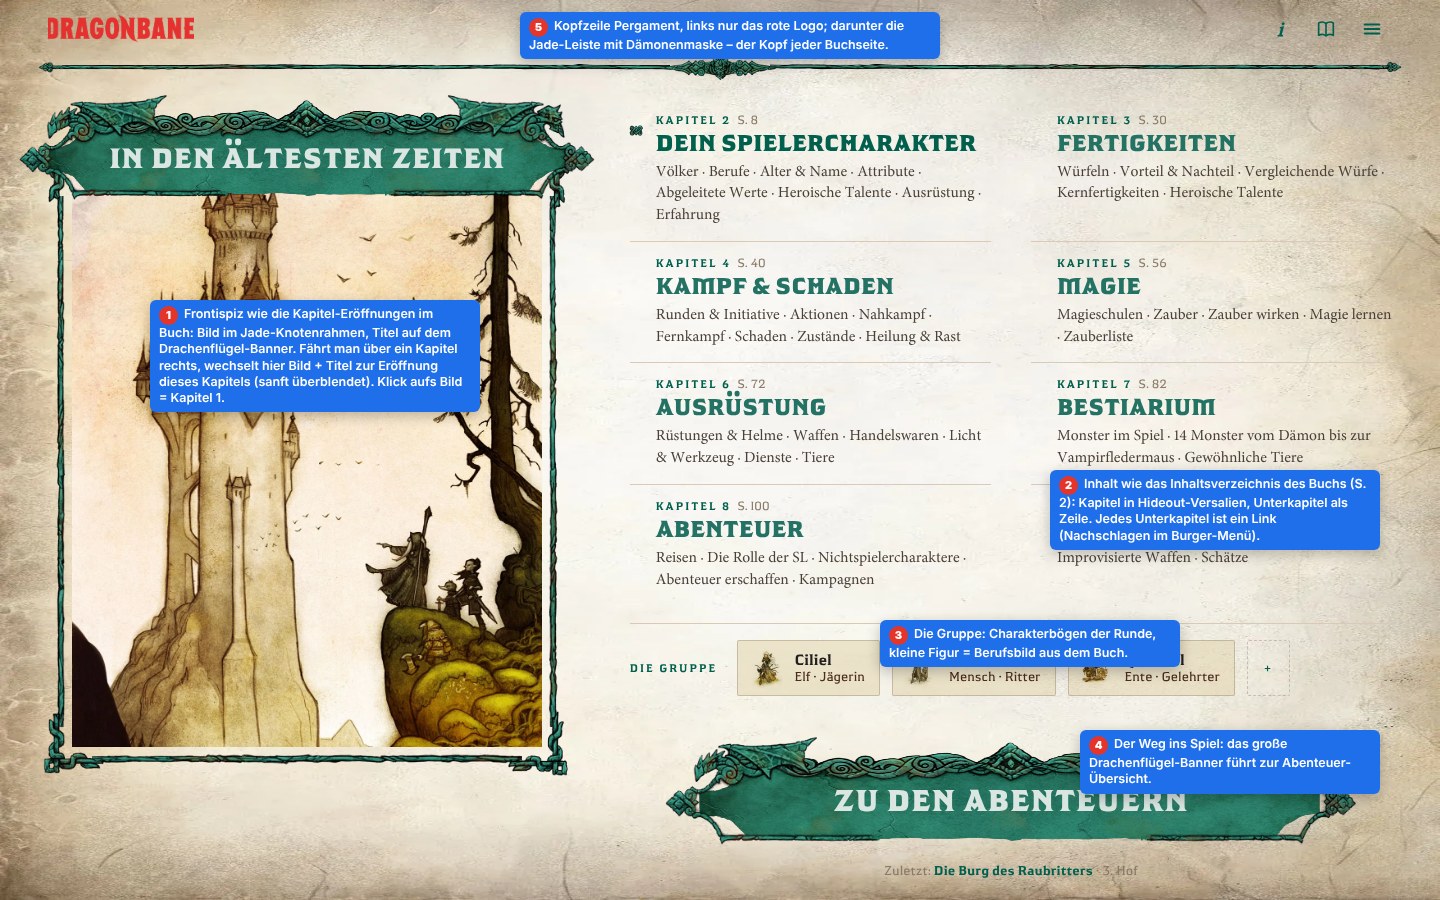 DRAGONBANE
5 Kopfzeile Pergament, links nur das rote Logo; darunter die
Jade-Leiste mit Dämonenmaske – der Kopf jeder Buchseite.
i
IN DEN ÄLTESTEN ZEITEN
1 Frontispiz wie die Kapitel-Eröffnungen im
Buch: Bild im Jade-Knotenrahmen, Titel auf dem
Drachenflügel-Banner. Fährt man über ein Kapitel
rechts, wechselt hier Bild + Titel zur Eröffnung
dieses Kapitels (sanft überblendet). Klick aufs Bild
= Kapitel 1.
KAPITEL 2 S. 8
DEIN SPIELERCHARAKTER
Völker · Berufe · Alter & Name · Attribute ·
Abgeleitete Werte · Heroische Talente · Ausrüstung ·
Erfahrung
KAPITEL 3 S. 30
FERTIGKEITEN
Würfeln · Vorteil & Nachteil · Vergleichende Würfe ·
Kernfertigkeiten · Heroische Talente
KAPITEL 4 S. 40
KAMPF & SCHADEN
Runden & Initiative · Aktionen · Nahkampf ·
Fernkampf · Schaden · Zustände · Heilung & Rast
KAPITEL 5 S. 56
MAGIE
Magieschulen · Zauber · Zauber wirken · Magie lernen
· Zauberliste
KAPITEL 6 S. 72
AUSRÜSTUNG
Rüstungen & Helme · Waffen · Handelswaren · Licht
& Werkzeug · Dienste · Tiere
KAPITEL 7 S. 82
BESTIARIUM
Monster im Spiel · 14 Monster vom Dämon bis zur
Vampirfledermaus · Gewöhnliche Tiere
2 Inhalt wie das Inhaltsverzeichnis des Buchs (S.
2): Kapitel in Hideout-Versalien, Unterkapitel als
Zeile. Jedes Unterkapitel ist ein Link
(Nachschlagen im Burger-Menü).
KAPITEL 8 S. 100
ABENTEUER
Reisen · Die Rolle der SL · Nichtspielercharaktere ·
Abenteuer erschaffen · Kampagnen
Improvisierte Waffen · Schätze
3 Die Gruppe: Charakterbögen der Runde,
kleine Figur = Berufsbild aus dem Buch.
DIE GRUPPE
Ciliel
Elf · Jägerin
Mensch · Ritter
Ente · Gelehrter
+
4 Der Weg ins Spiel: das große
Drachenflügel-Banner führt zur Abenteuer-
Übersicht.
ZU DEN ABENTEUERN
Zuletzt: Die Burg des Raubritters · 3. Hof